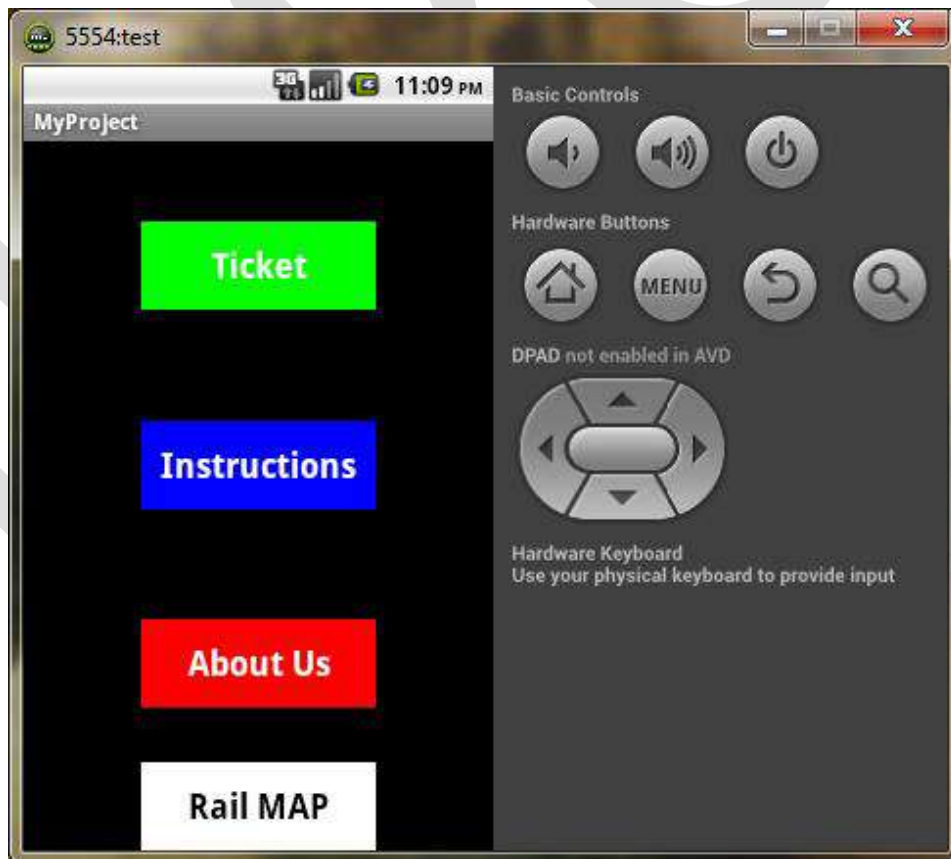 5554:test
3G 11:09 PM
MyProject
Ticket
Instructions
About Us
Rail MAP
Basic Controls
Hardware Buttons
MENU
DPAD not enabled in AVD
Hardware Keyboard
Use your physical keyboard to provide input